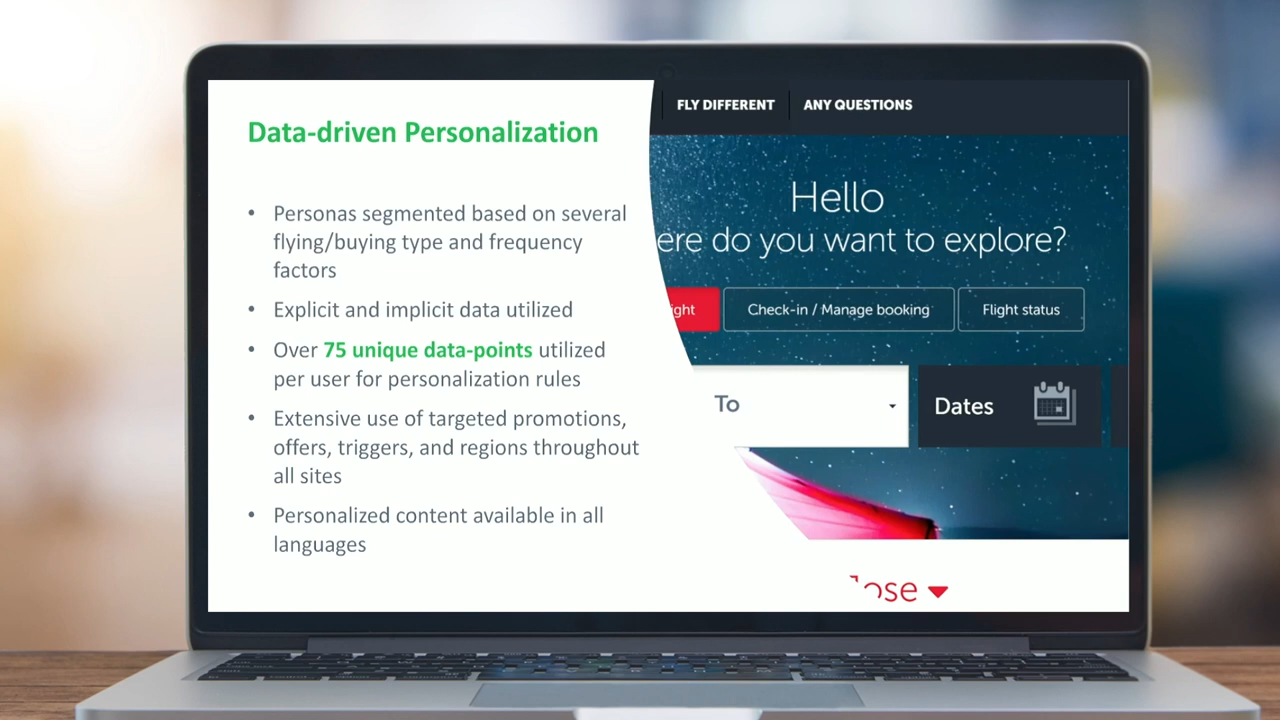 Data-driven Personalization
• Personas segmented based on several
flying/buying type and frequency
factors
• Explicit and implicit data utilized
• Over 75 unique data-points utilized
per user for personalization rules
• Extensive use of targeted promotions,
offers, triggers, and regions throughout
all sites
• Personalized content available in all
languages
FLY DIFFERENT
ANY QUESTIONS
Hello
ere do you want to explore?
ight
Check-in / Manage booking
Flight status
To
Dates
ose